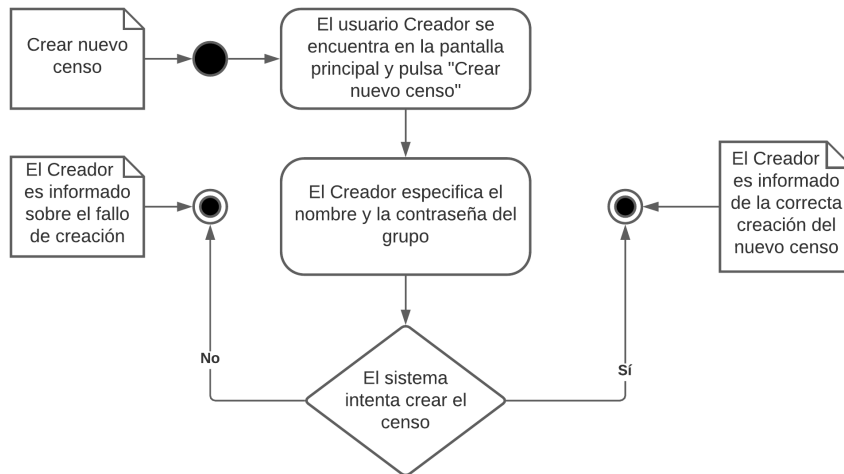 Crear nuevo
censo
El usuario Creador se
encuentra en la pantalla
principal y pulsa "Crear
nuevo censo"
El Creador
es informado
sobre el fallo
de creación
El Creador especifica el
nombre y la contraseña del
grupo
El Creador
es informado
de la correcta
creación del
nuevo censo
No
Sí
El sistema
intenta crear el
censo